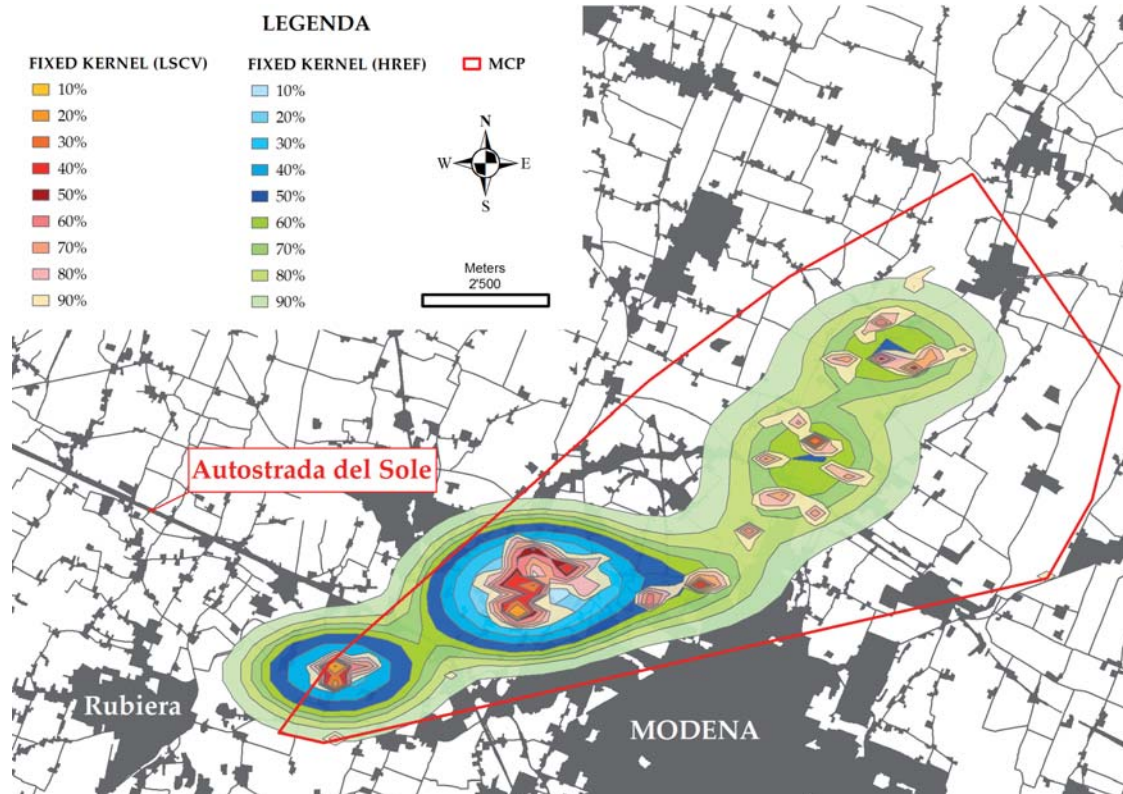 LEGENDA
FIXED KERNEL (LSCV)
10%
20%
30%
40%
50%
60%
70%
80%
90%
FIXED KERNEL (HREF)
10%
20%
30%
40%
50%
60%
70%
80%
90%
MCP
N
W E
S
Meters
2'500
Autostrada del Sole
Rubiera
MODENA